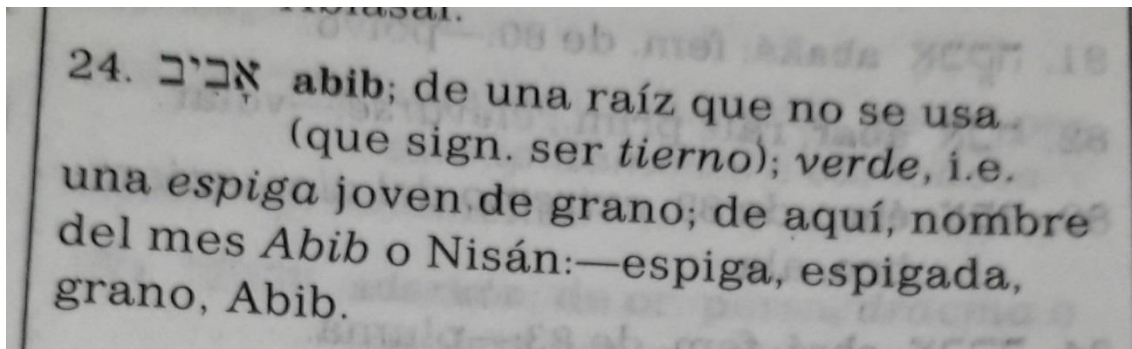 24. אָבִיב abib; de una raíz que no se usa
(que sign. ser tierno); verde, i.e.
una espiga joven de grano; de aquí, nombre
del mes Abib o Nisán:—espiga, espigada,
grano, Abib.